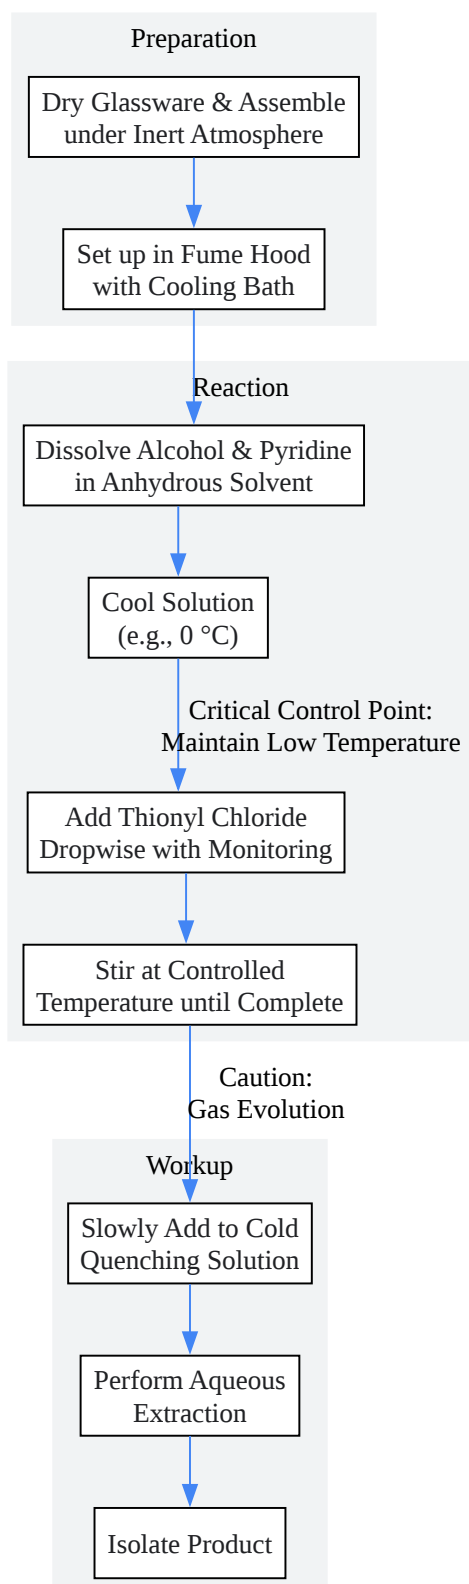 Preparation
Dry Glassware & Assemble
under Inert Atmosphere
Set up in Fume Hood
with Cooling Bath
Reaction
Dissolve Alcohol & Pyridine
in Anhydrous Solvent
Cool Solution
(e.g., 0 °C)
Critical Control Point:
Maintain Low Temperature
Add Thionyl Chloride
Dropwise with Monitoring
Stir at Controlled
Temperature until Complete
Caution:
Gas Evolution
Workup
Slowly Add to Cold
Quenching Solution
Perform Aqueous
Extraction
Isolate Product